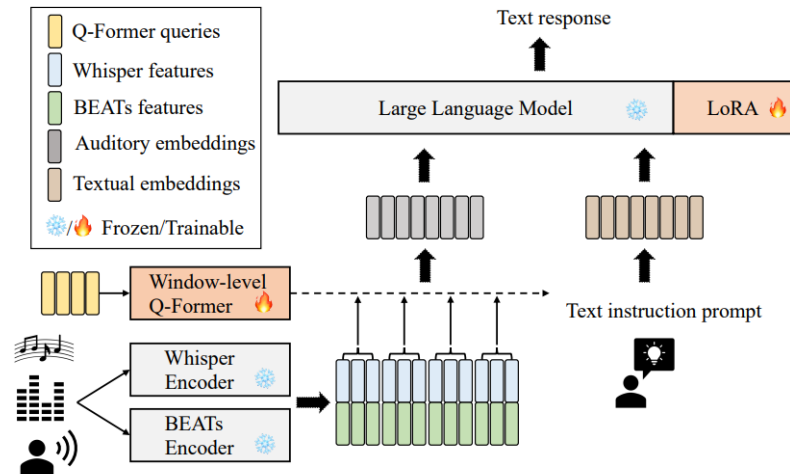 Text response
Q-Former queries
Whisper features
BEATs features
Auditory embeddings
Textual embeddings
/ Frozen/Trainable
Large Language Model
LoRA
Window-level
Q-Former
Text instruction prompt
Whisper
Encoder
BEATs
Encoder